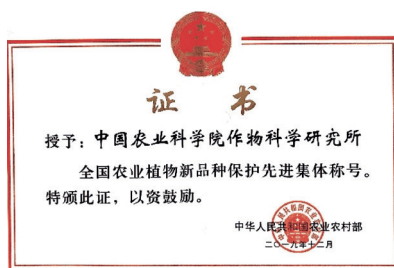 证 书
授予：中国农业科学院作物科学研究所
全国农业植物新品种保护先进集体称号。
特颁此证，以资鼓励。
中华人民共和国农业农村部
二〇一九年十二月